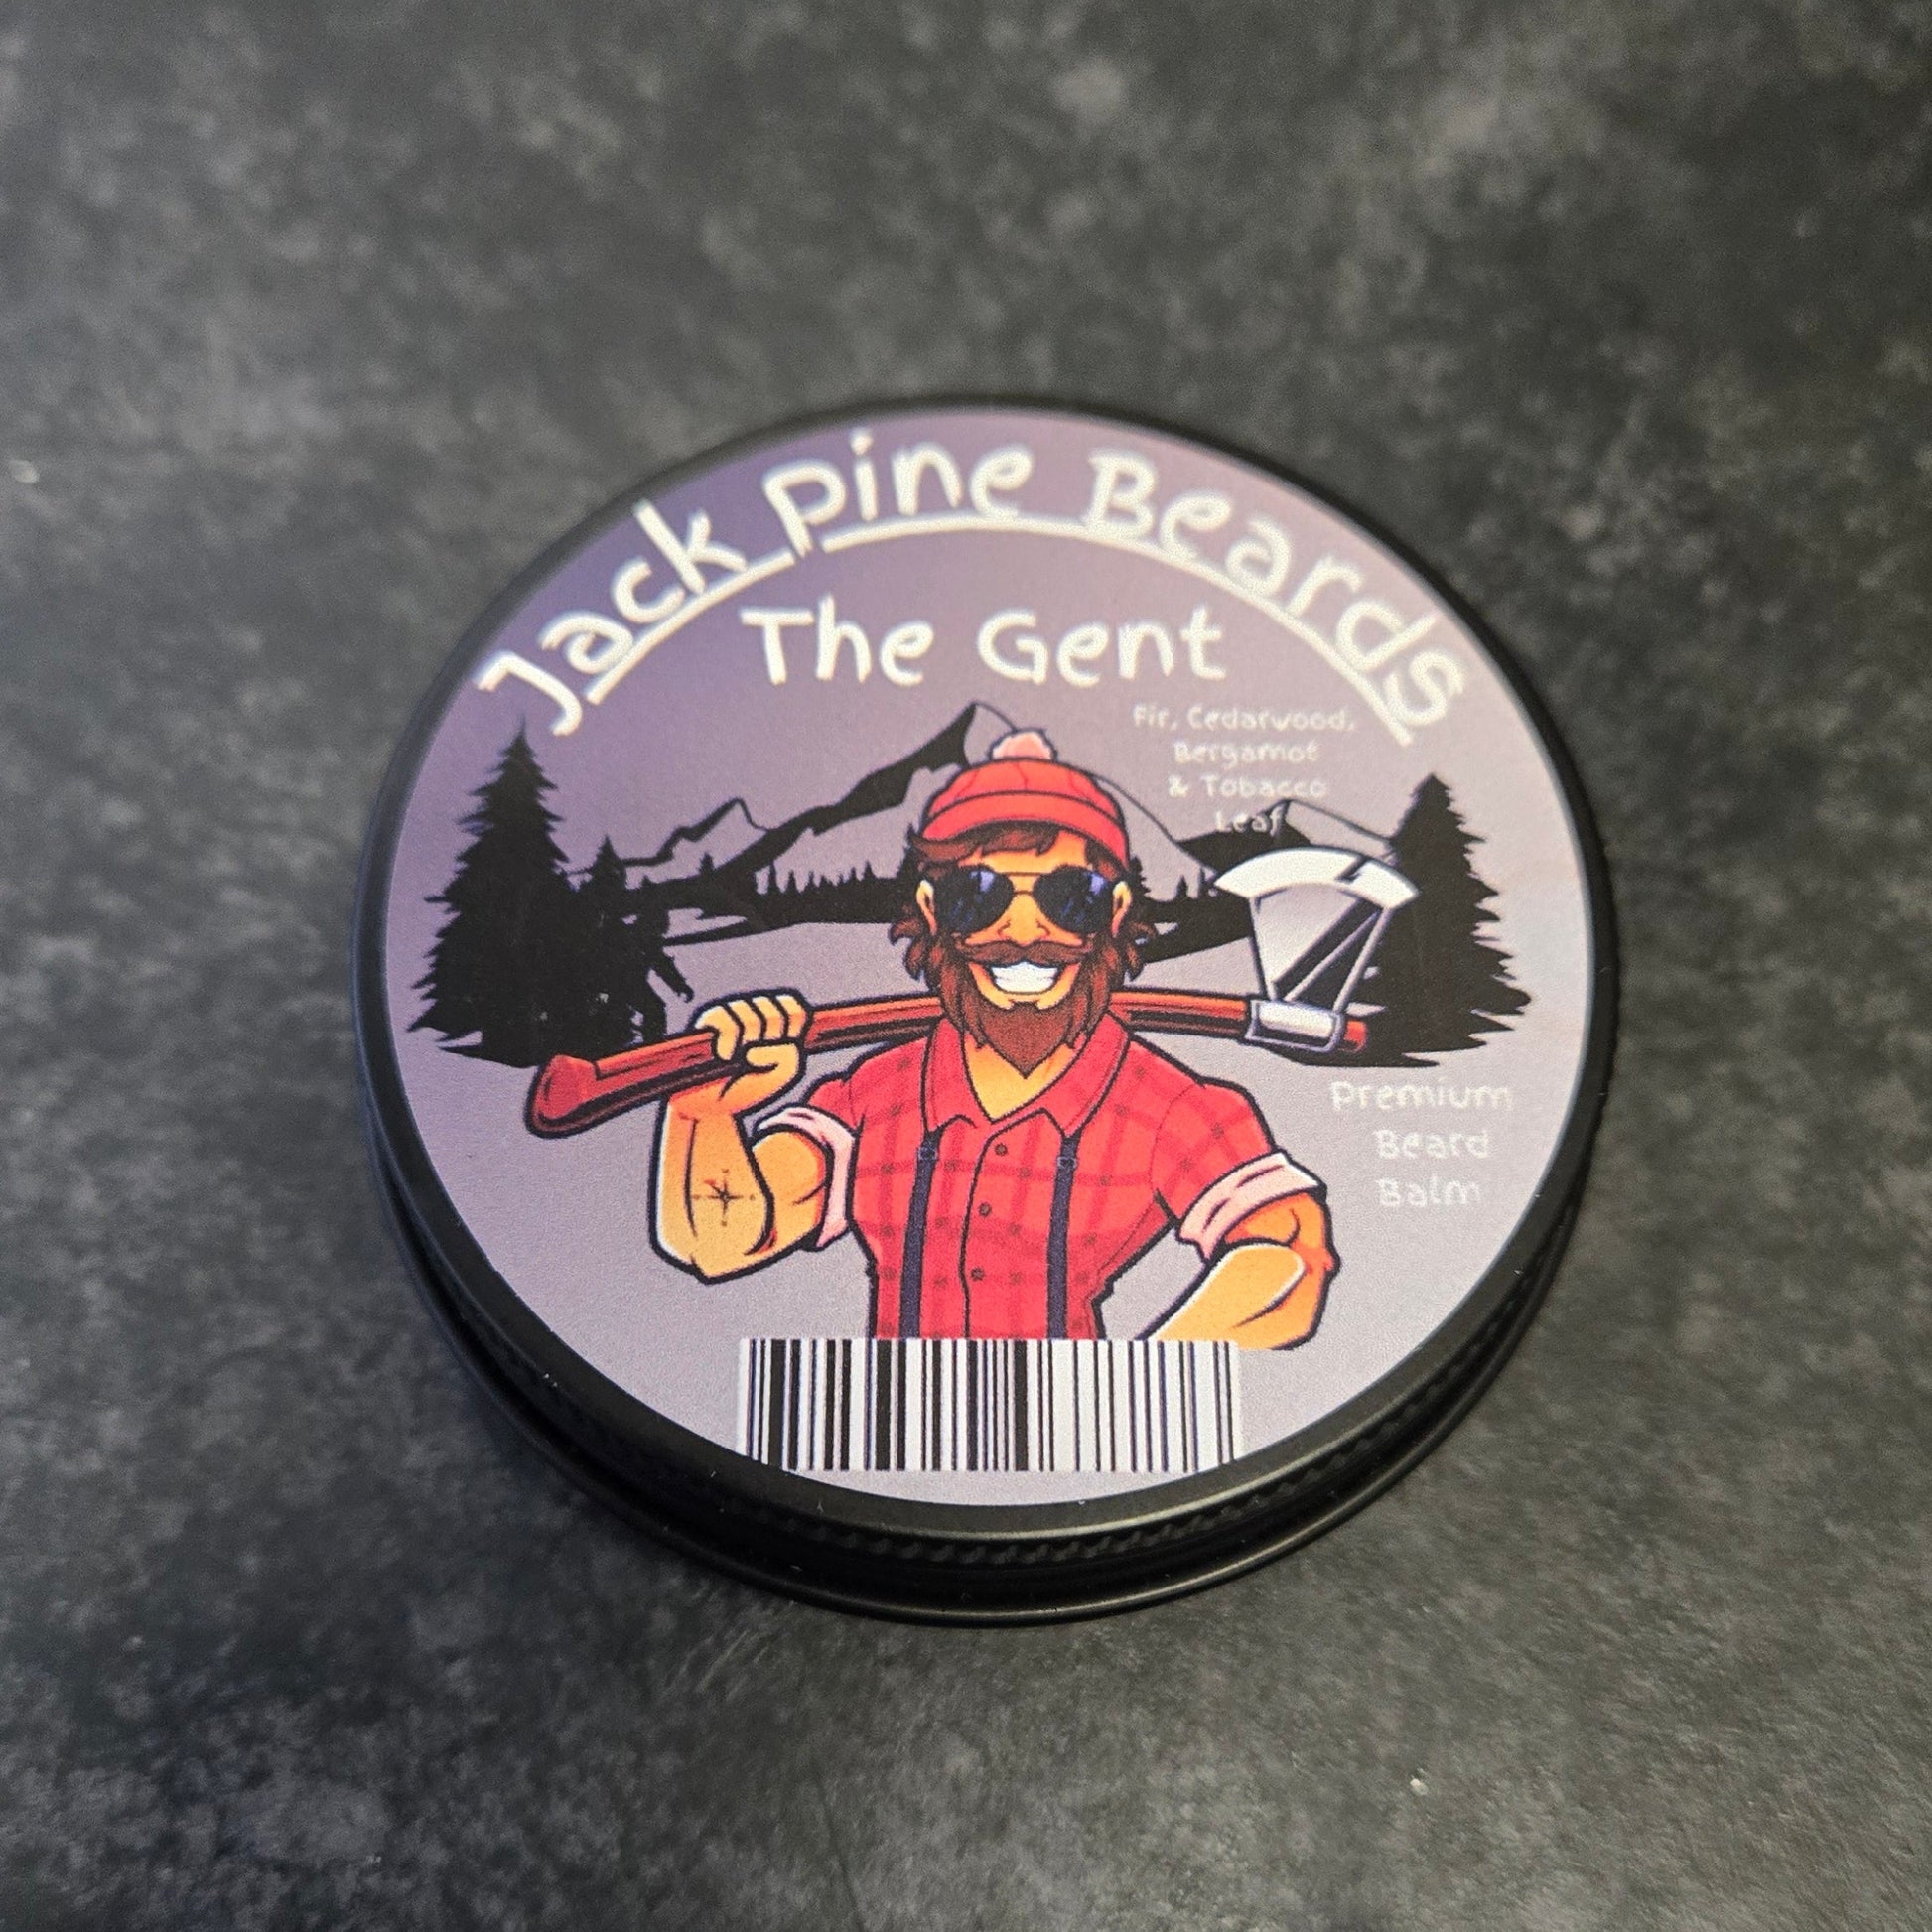 Jack Pine Beards
The Gent
Fir, Cedarwood,
Bergamot
& Tobacco
Leaf
Premium
Beard
Balm